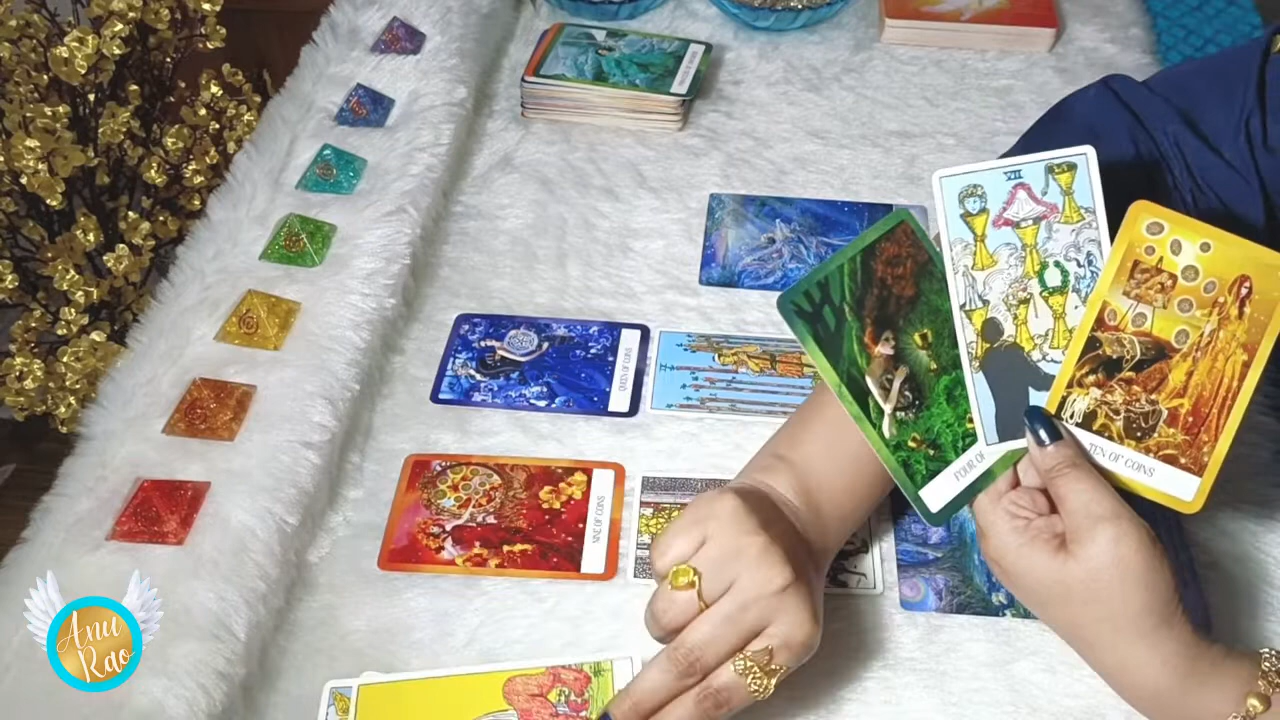 VII
QUEEN OF COINS
FOUR OF
TEN OF COINS
NINE OF COINS
Anu
Rao